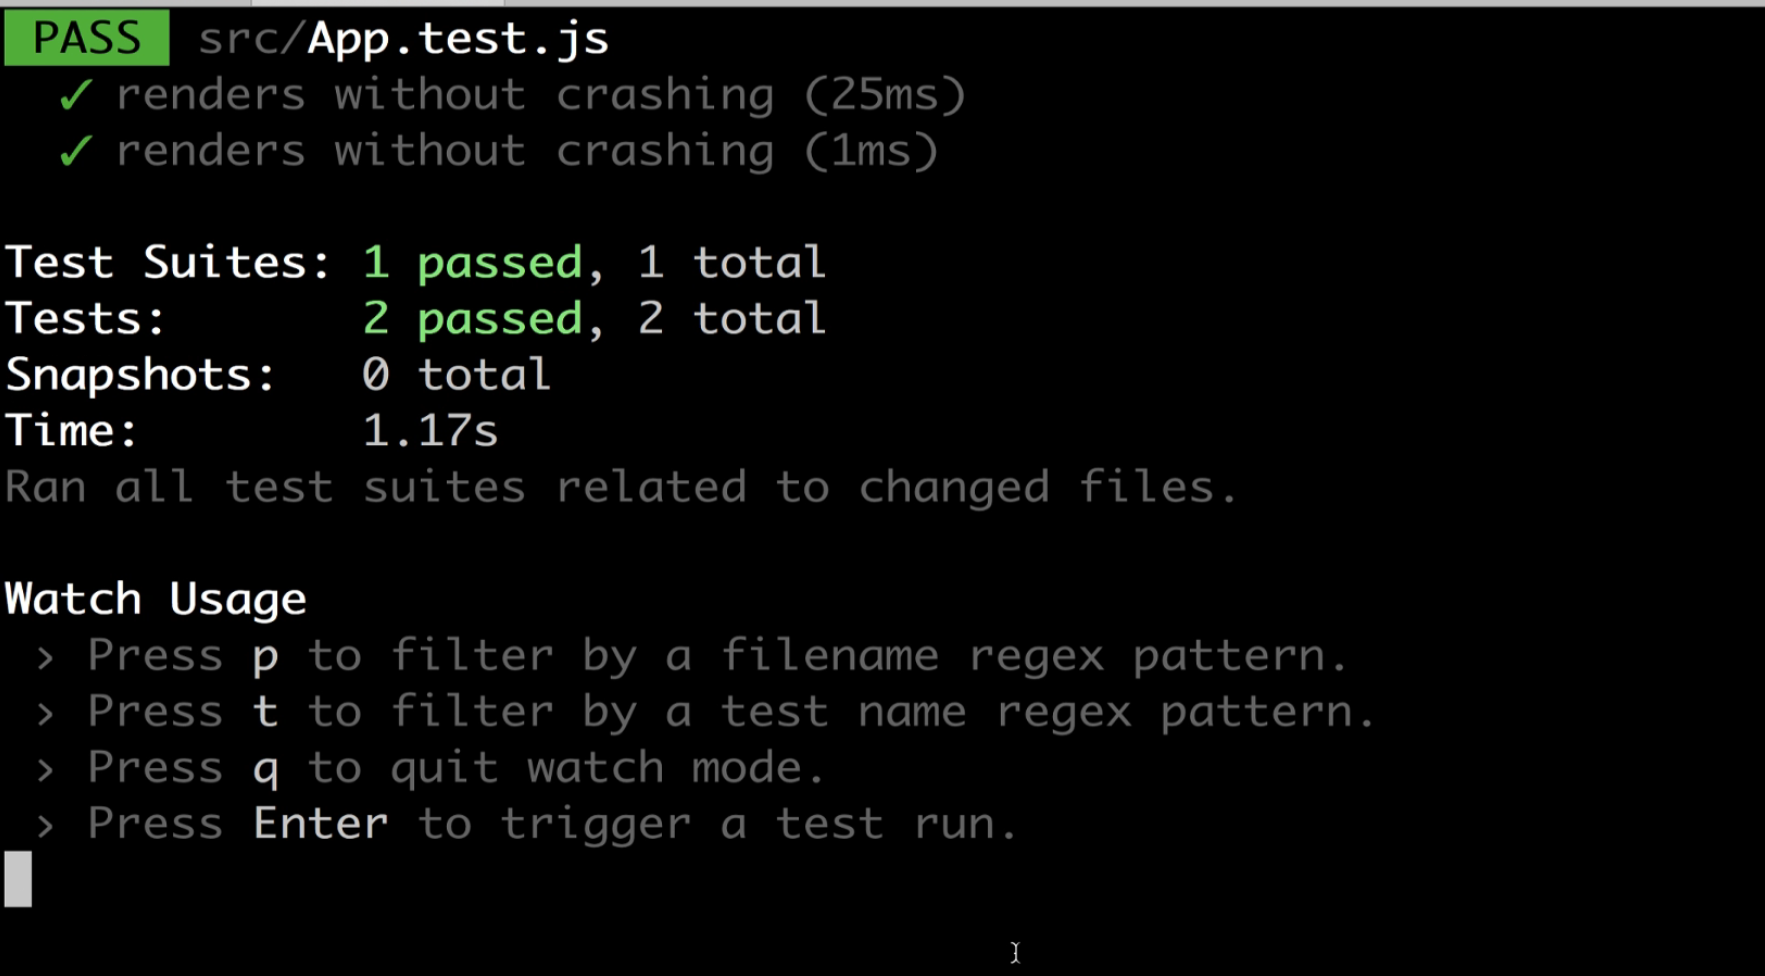 PASS src/App.test.js
✓ renders without crashing (25ms)
✓ renders without crashing (1ms)
Test Suites: 1 passed, 1 total
Tests: 2 passed, 2 total
Snapshots: 0 total
Time: 1.17s
Ran all test suites related to changed files.
Watch Usage
› Press p to filter by a filename regex pattern.
› Press t to filter by a test name regex pattern.
› Press q to quit watch mode.
› Press Enter to trigger a test run.